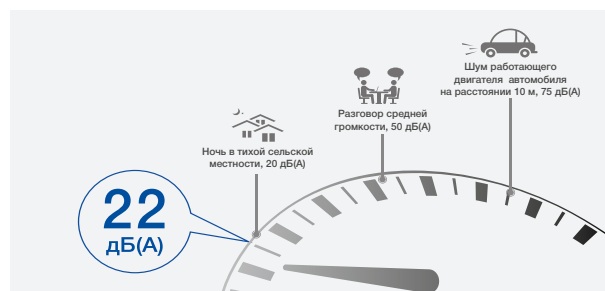 Шум работающего
двигателя автомобиля
на расстоянии 10 м, 75 дБ(А)
Разговор средней
громкости, 50 дБ(А)
Ночь в тихой сельской
местности, 20 дБ(А)
22
дБ(А)